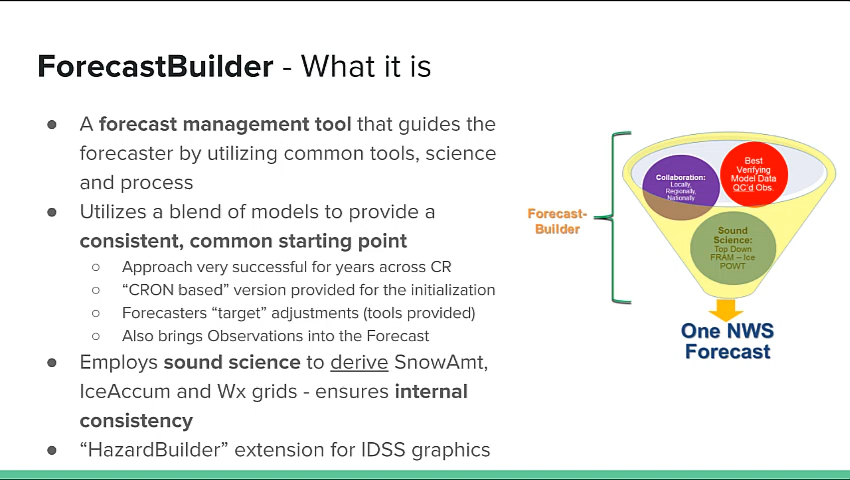 ForecastBuilder - What it is
● A forecast management tool that guides the
forecaster by utilizing common tools, science
and process
● Utilizes a blend of models to provide a
consistent, common starting point
○ Approach very successful for years across CR
○ “CRON based” version provided for the initialization
○ Forecasters “target” adjustments (tools provided)
○ Also brings Observations into the Forecast
● Employs sound science to derive SnowAmt,
IceAccum and Wx grids - ensures internal
consistency
● “HazardBuilder” extension for IDSS graphics
Forecast-
Builder
Collaboration:
Locally,
Regionally,
Nationally
Best
Verifying
Model Data
QC'd Obs.
Sound
Science:
Top Down
FRAM – Ice
POWT
One NWS
Forecast